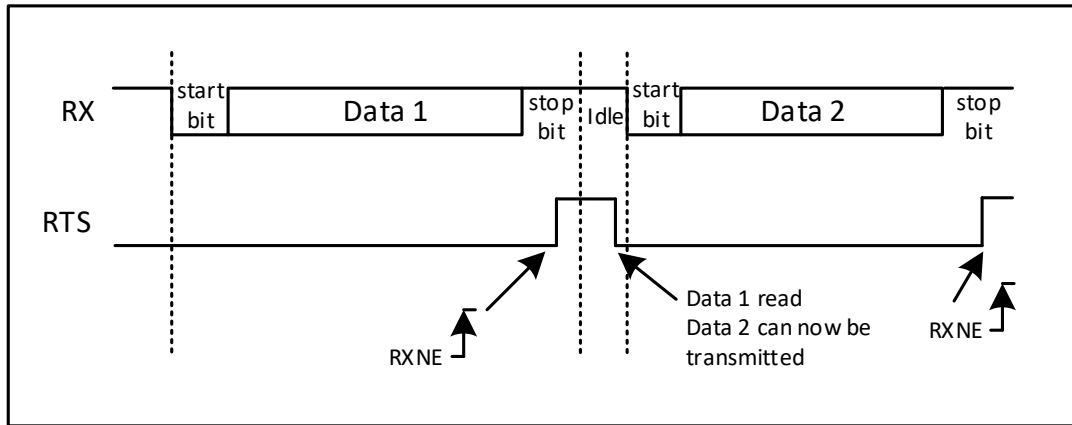 RX
start
bit
Data 1
stop
bit
Idle
start
bit
Data 2
stop
bit
RTS
RXNE
Data 1 read
Data 2 can now be
transmitted
RXNE